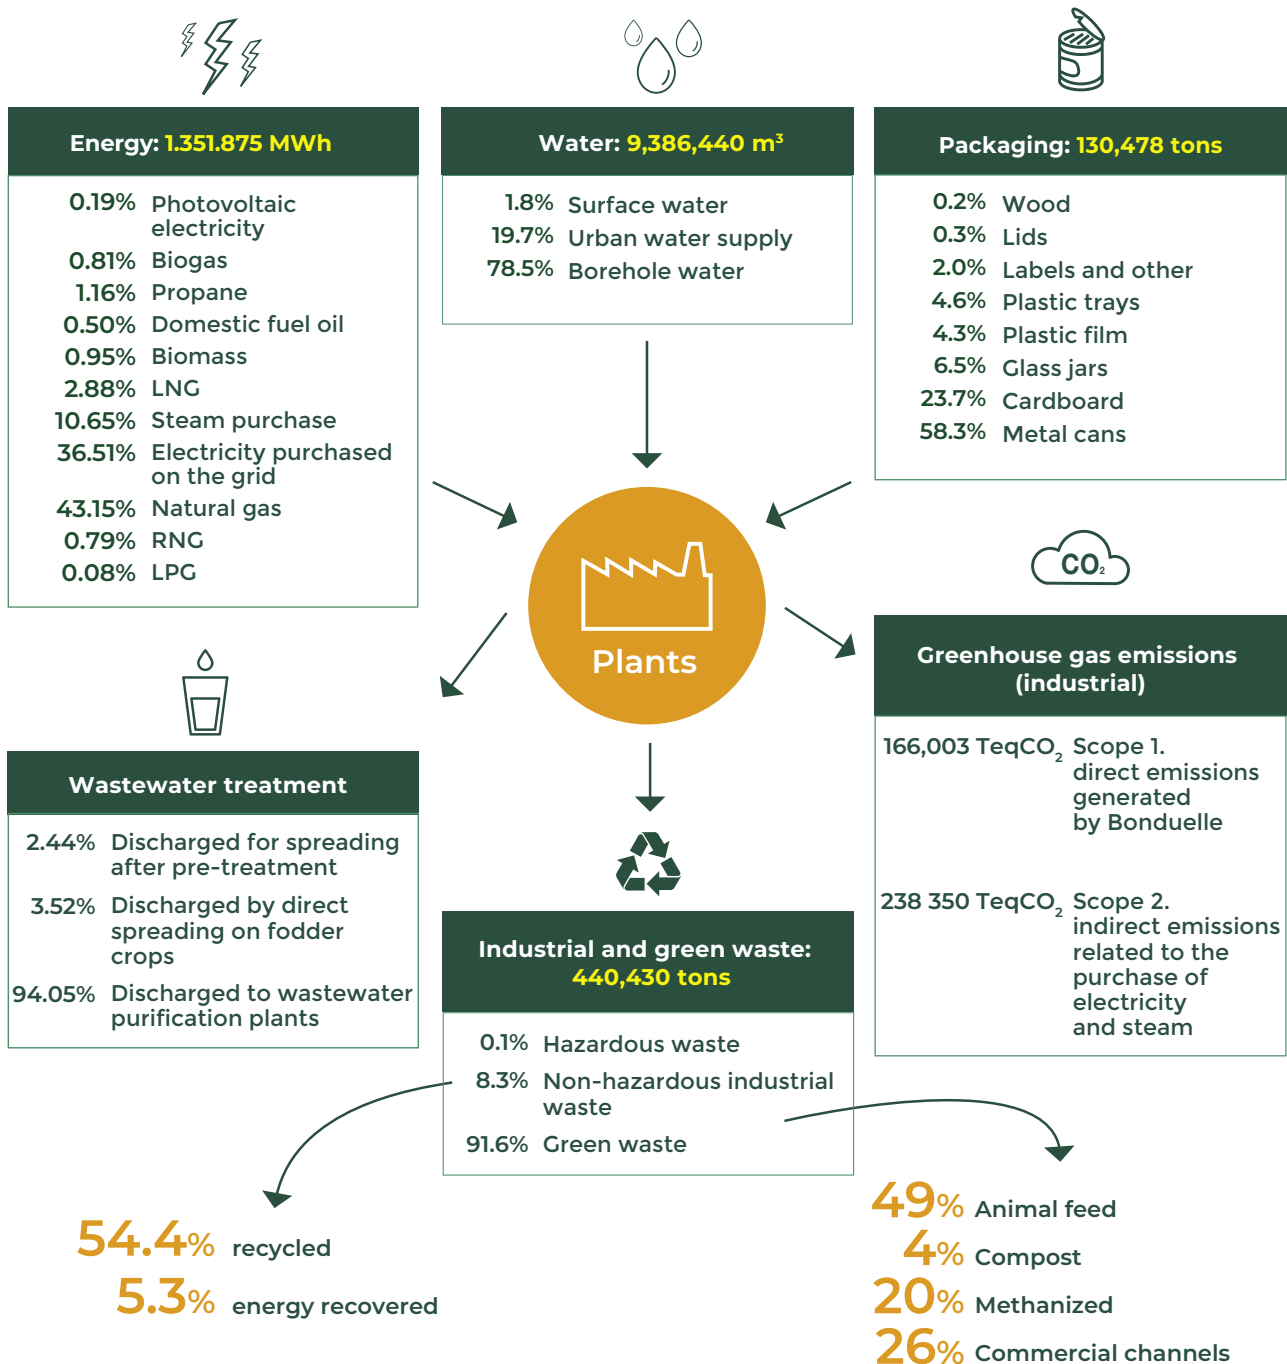 Energy: 1.351.875 MWh
0.19% Photovoltaic
electricity
0.81% Biogas
1.16% Propane
0.50% Domestic fuel oil
0.95% Biomass
2.88% LNG
10.65% Steam purchase
36.51% Electricity purchased
on the grid
43.15% Natural gas
0.79% RNG
0.08% LPG
Water: 9,386,440 m³
1.8% Surface water
19.7% Urban water supply
78.5% Borehole water
Packaging: 130,478 tons
0.2% Wood
0.3% Lids
2.0% Labels and other
4.6% Plastic trays
4.3% Plastic film
6.5% Glass jars
23.7% Cardboard
58.3% Metal cans
Plants
CO₂
Greenhouse gas emissions
(industrial)
166,003 TeqCO₂ Scope 1.
direct emissions
generated
by Bonduelle
238 350 TeqCO₂ Scope 2.
indirect emissions
related to the
purchase of
electricity
and steam
Wastewater treatment
2.44% Discharged for spreading
after pre-treatment
3.52% Discharged by direct
spreading on fodder
crops
94.05% Discharged to wastewater
purification plants
Industrial and green waste:
440,430 tons
0.1% Hazardous waste
8.3% Non-hazardous industrial
waste
91.6% Green waste
54.4% recycled
5.3% energy recovered
49% Animal feed
4% Compost
20% Methanized
26% Commercial channels